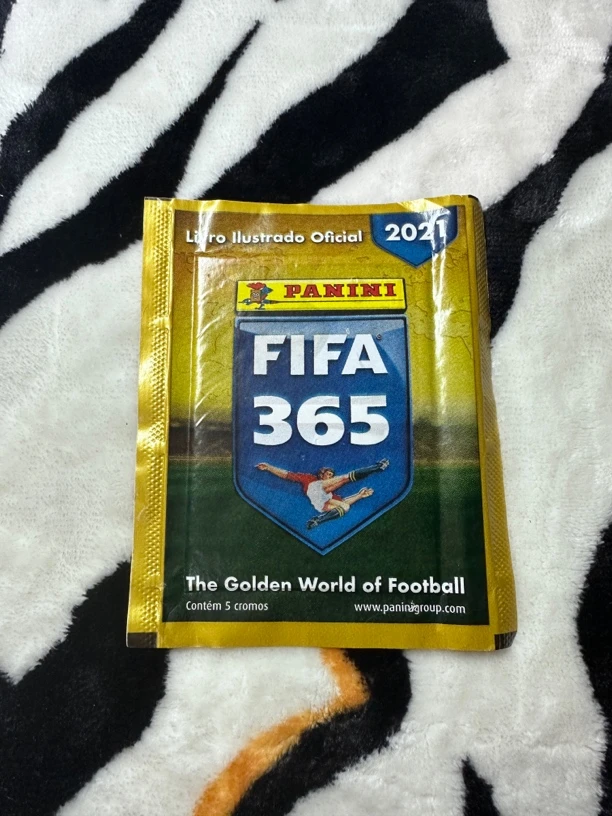 Livro Ilustrado Oficial
2021
PANINI
FIFA
365
The Golden World of Football
Contém 5 cromos
www.paninigroup.com